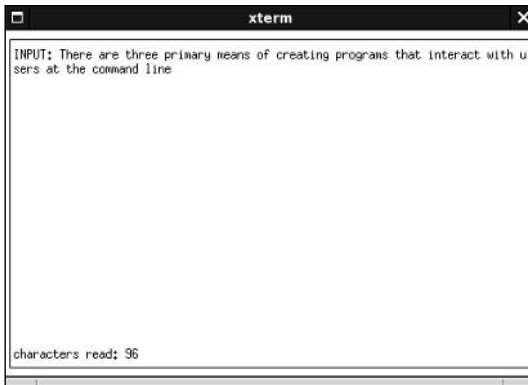 xterm
INPUT: There are three primary means of creating programs that interact with u
sers at the command line
characters read: 96